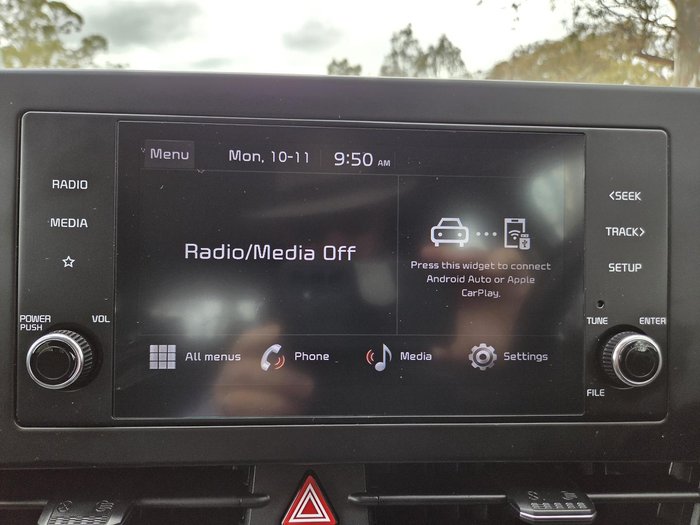 Menu Mon, 10-11 9:50 AM
RADIO
MEDIA
Radio/Media Off
Press this widget to connect
Android Auto or Apple
CarPlay.
<SEEK
TRACK>
SETUP
POWER VOL
PUSH
All menus Phone Media Settings
TUNE ENTER
FILE